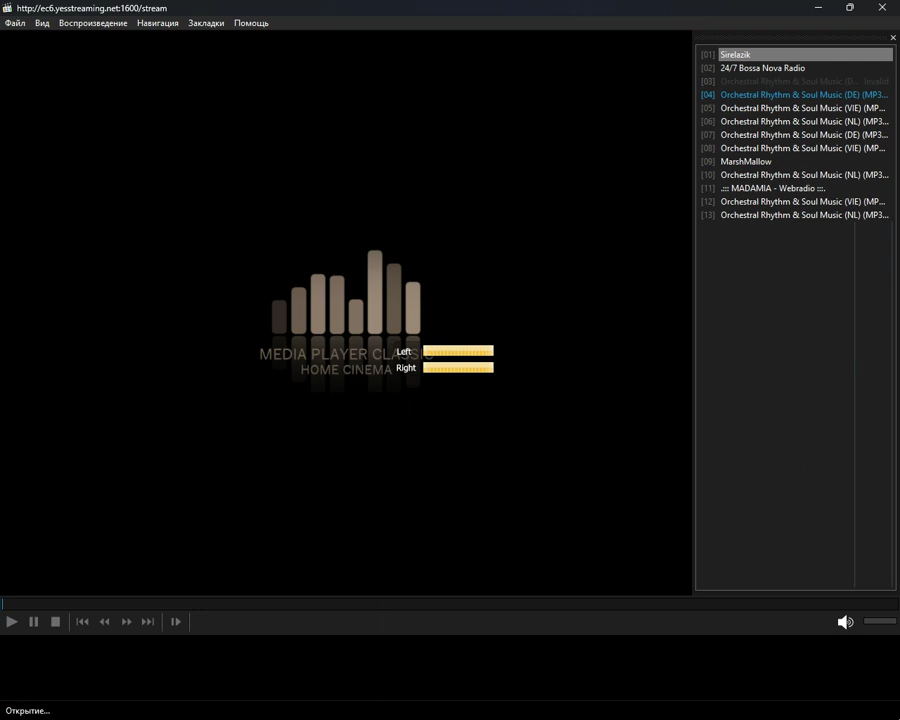 http://ec6.yesstreaming.net:1600/stream
Файл Вид Воспроизведение Навигация Закладки Помощь
[01] Sirelazik
[02] 24/7 Bossa Nova Radio
[03] Orchestral Rhythm & Soul Music (D... Invalid
[04] Orchestral Rhythm & Soul Music (DE) (MP3...
[05] Orchestral Rhythm & Soul Music (VIE) (MP...
[06] Orchestral Rhythm & Soul Music (NL) (MP3...
[07] Orchestral Rhythm & Soul Music (DE) (MP3...
[08] Orchestral Rhythm & Soul Music (VIE) (MP...
[09] MarshMallow
[10] Orchestral Rhythm & Soul Music (NL) (MP3...
[11] .::: MADAMIA - Webradio :::.
[12] Orchestral Rhythm & Soul Music (VIE) (MP...
[13] Orchestral Rhythm & Soul Music (NL) (MP3...
MEDIA PLAYER CLASSIC
HOME CINEMA
Left
Right
Открытие...